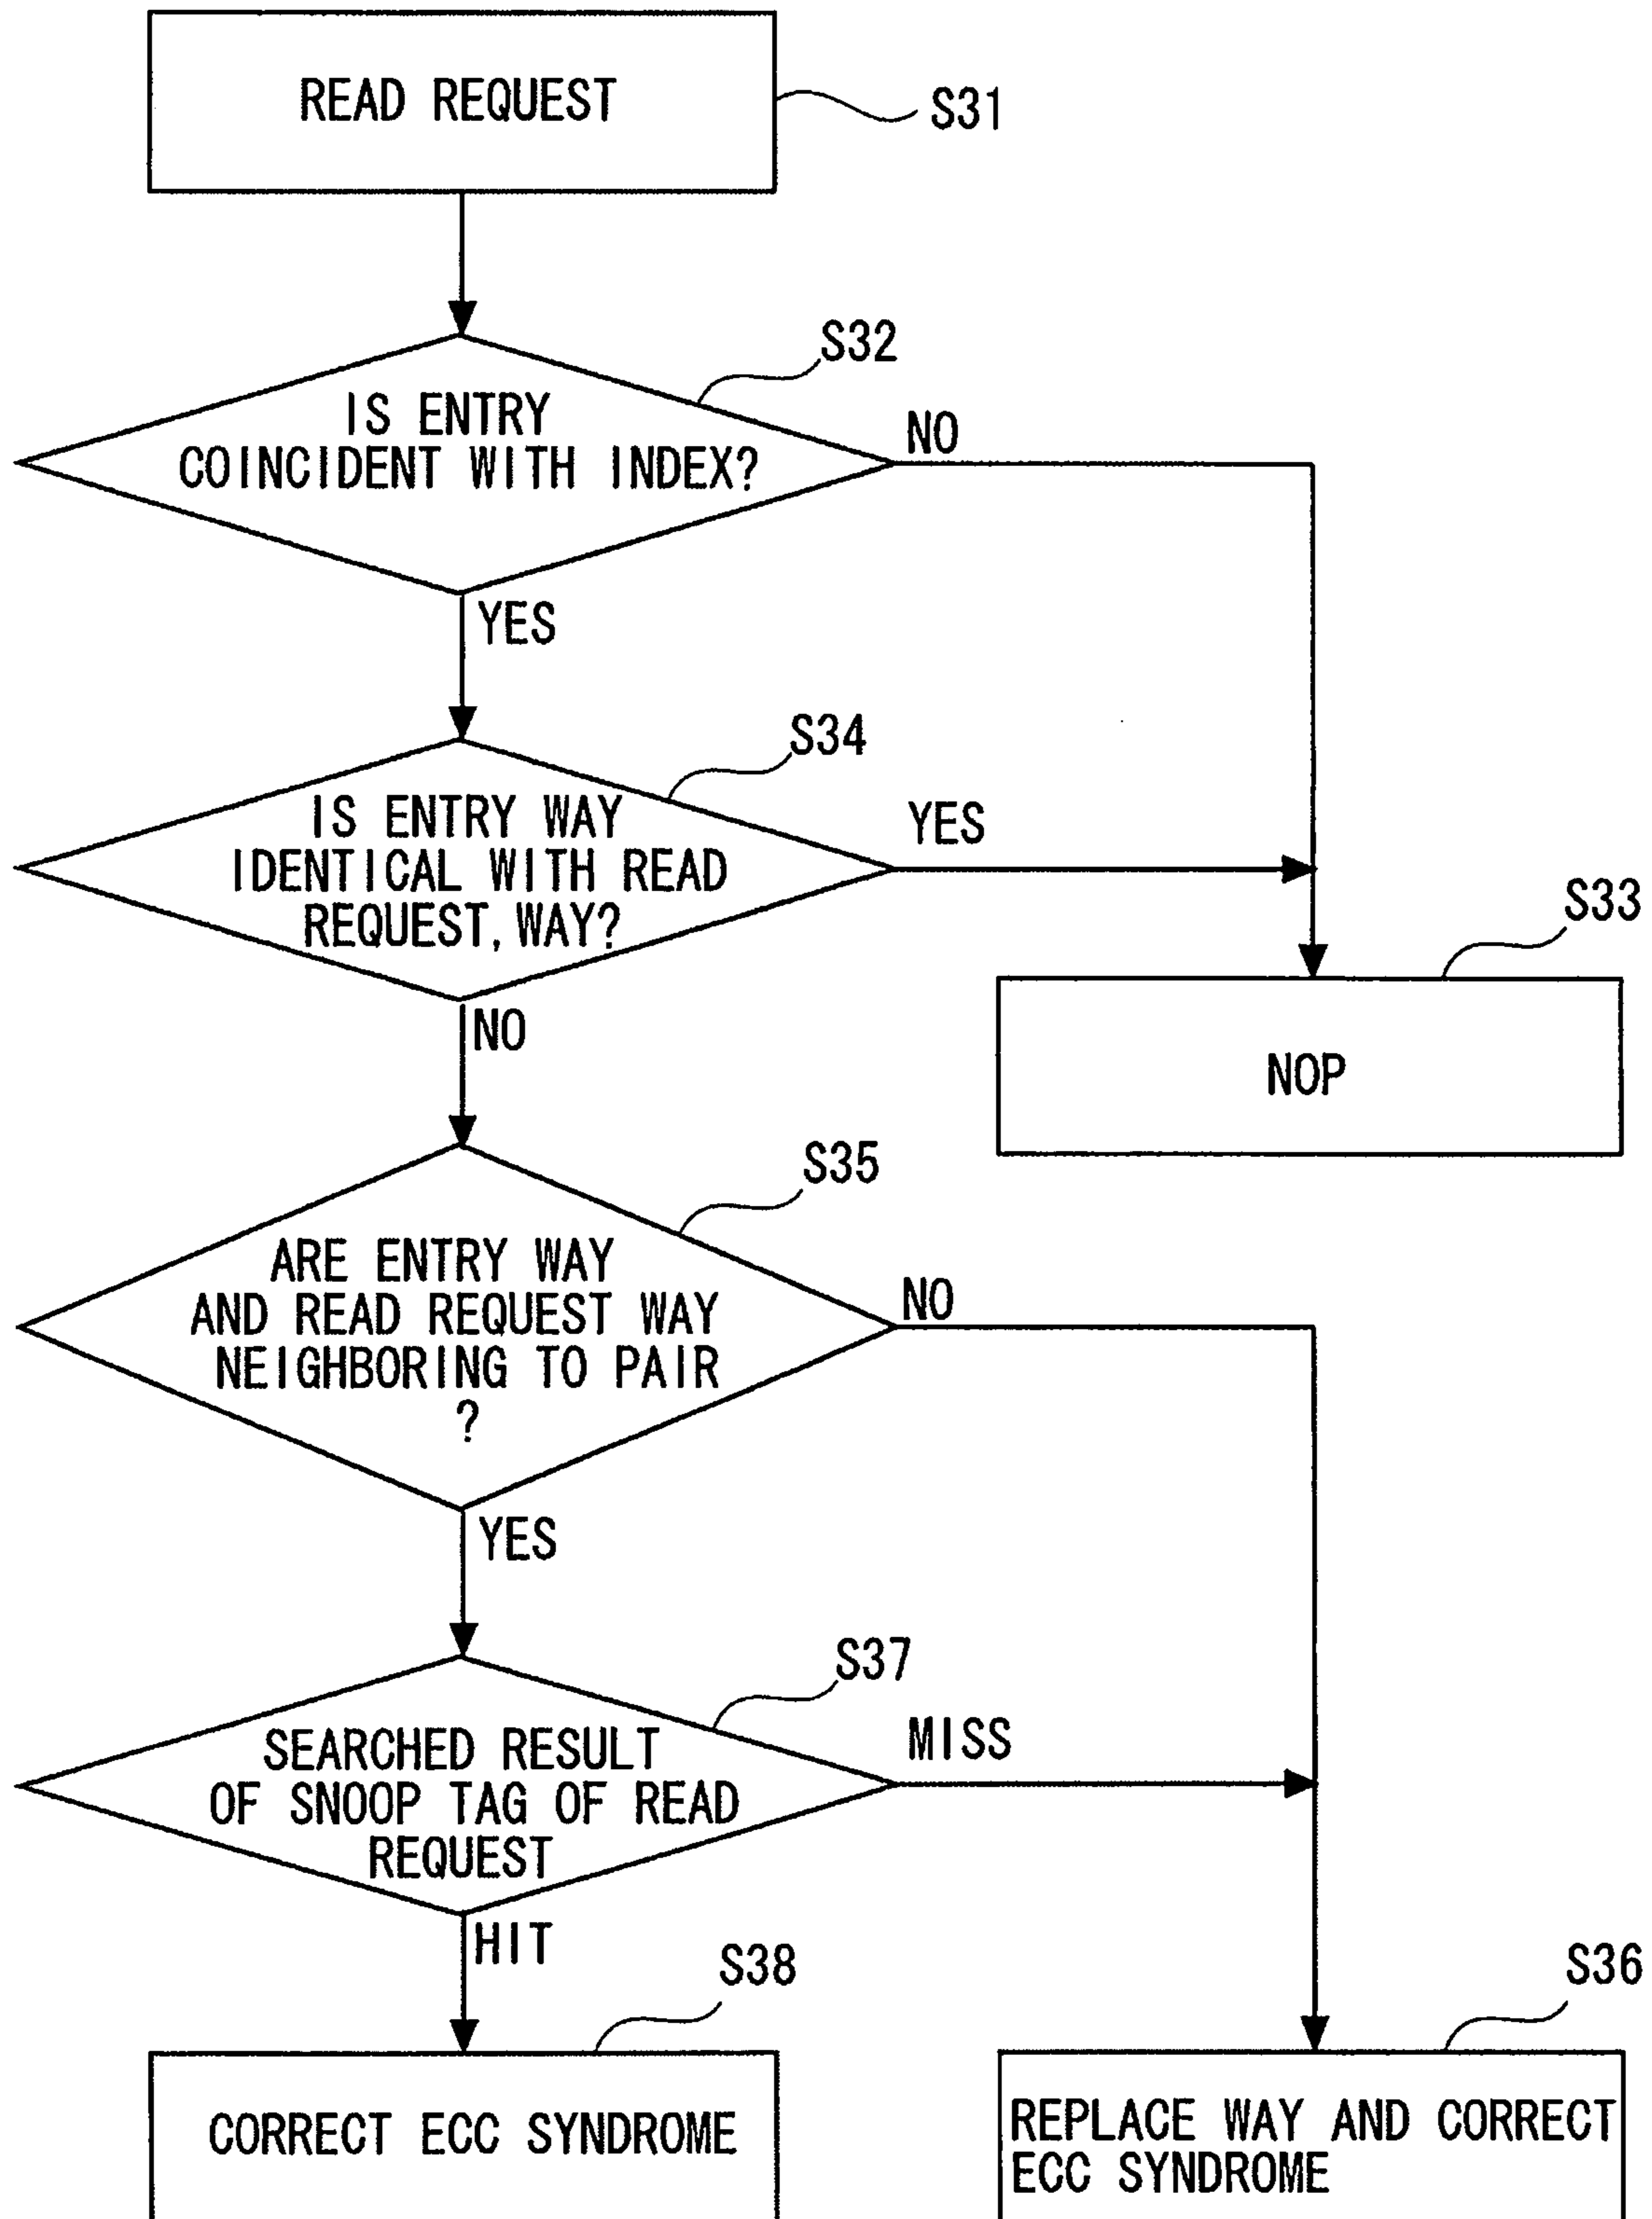 READ REQUEST
S31
S32
IS ENTRY
COINCIDENT WITH INDEX?
NO
YES
S34
IS ENTRY WAY
IDENTICAL WITH READ
REQUEST, WAY?
YES
S33
NOP
NO
S35
ARE ENTRY WAY
AND READ REQUEST WAY
NEIGHBORING TO PAIR
?
NO
YES
S37
SEARCHED RESULT
OF SNOOP TAG OF READ
REQUEST
MISS
HIT
S38
S36
CORRECT ECC SYNDROME
REPLACE WAY AND CORRECT
ECC SYNDROME